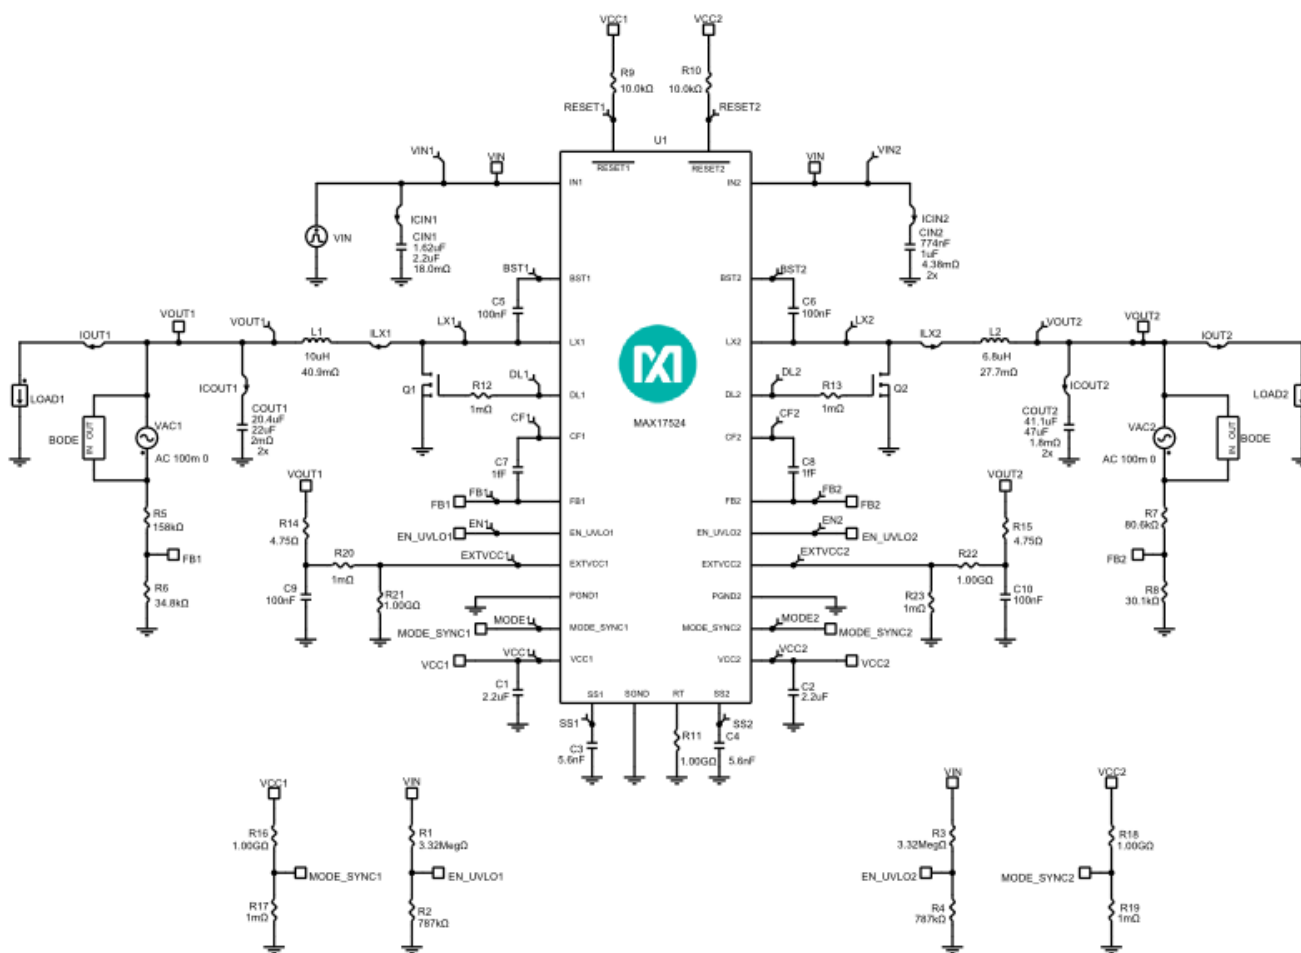 VCC1
VCC2
R9
10.0kΩ
R10
10.0kΩ
RESET1
RESET2
U1
VIN1
VIN
VIN
VIN2
RESET1
RESET2
IN1
IN2
ICIN1
CIN1
1.62uF
2.2uF
18.0mΩ
VIN
ICIN2
CIN2
774nF
1uF
4.38mΩ
2x
BST1
BST1
BST2
BST2
C5
100nF
C6
100nF
IOUT1
VOUT1
VOUT1
L1
10uH
40.9mΩ
ILX1
LX1
LX1
LX2
LX2
ILX2
L2
6.8uH
27.7mΩ
VOUT2
VOUT2
IOUT2
LOAD1
ICOUT1
COUT1
20.4uF
22uF
2mΩ
2x
Q1
R12
1mΩ
DL1
DL1
DL2
DL2
R13
1mΩ
Q2
ICOUT2
COUT2
41.1uF
47uF
1.8mΩ
2x
LOAD2
BODE
IN OUT
VAC1
AC 100m 0
MAX17524
CF1
CF1
CF2
CF2
VAC2
AC 100m 0
IN OUT
BODE
C7
1fF
C8
1fF
FB1
FB1
FB1
FB2
FB2
FB2
R5
158kΩ
FB1
R6
34.8kΩ
VOUT1
R14
4.75Ω
EN_UVLO1
EN1
EN_UVLO1
EN_UVLO2
EN2
EN_UVLO2
VOUT2
R15
4.75Ω
R7
80.6kΩ
FB2
R8
30.1kΩ
R20
1mΩ
EXTVCC1
EXTVCC1
EXTVCC2
EXTVCC2
R22
1.00GΩ
C9
100nF
R21
1.00GΩ
PGND1
PGND2
R23
1mΩ
C10
100nF
MODE_SYNC1
MODE1
MODE_SYNC1
MODE_SYNC2
MODE2
MODE_SYNC2
VCC1
VCC1
VCC1
VCC2
VCC2
VCC2
C1
2.2uF
C2
2.2uF
SS1
SGND
RT
SS2
SS1
SS2
C3
5.6nF
R11
1.00GΩ
C4
5.6nF
VCC1
VIN
VIN
VCC2
R16
1.00GΩ
R1
3.32MegΩ
R3
3.32MegΩ
R18
1.00GΩ
MODE_SYNC1
EN_UVLO1
EN_UVLO2
MODE_SYNC2
R17
1mΩ
R2
787kΩ
R4
787kΩ
R19
1mΩ